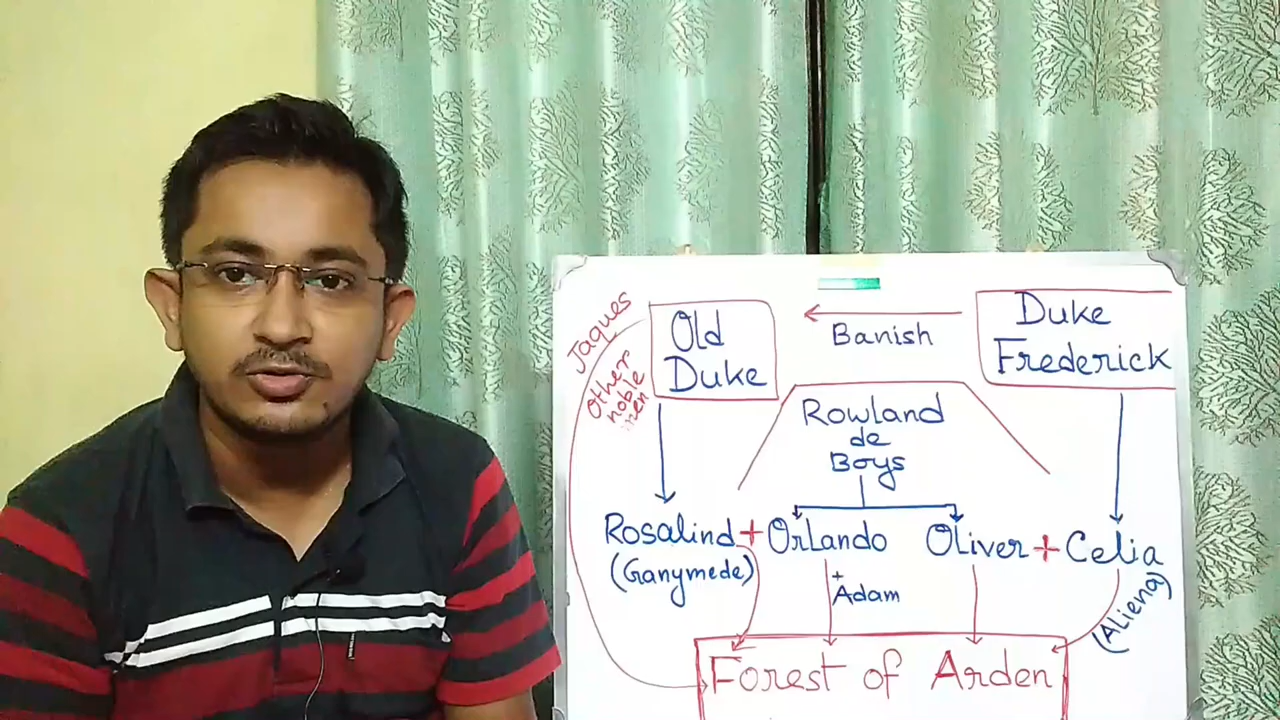 Jaques
Other
noble
men
Old
Duke
Banish
Duke
Frederick
Rowland
de
Boys
Rosalind + Orlando
(Ganymede)
Oliver + Celia
(Aliena)
+
Adam
Forest of Arden